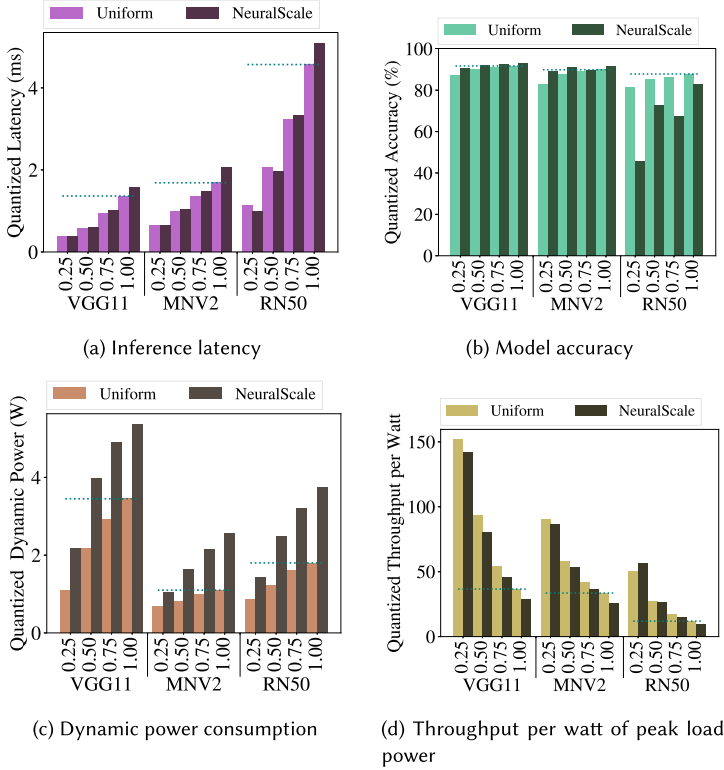 Uniform NeuralScale
Quantized Latency (ms)
4
2
0
0.25 0.50 0.75 1.00 0.25 0.50 0.75 1.00 0.25 0.50 0.75 1.00
VGG11 MNV2 RN50
(a) Inference latency
Uniform NeuralScale
Quantized Accuracy (%)
100
80
60
40
20
0
0.25 0.50 0.75 1.00 0.25 0.50 0.75 1.00 0.25 0.50 0.75 1.00
VGG11 MNV2 RN50
(b) Model accuracy
Uniform NeuralScale
Quantized Dynamic Power (W)
4
2
0
0.25 0.50 0.75 1.00 0.25 0.50 0.75 1.00 0.25 0.50 0.75 1.00
VGG11 MNV2 RN50
(c) Dynamic power consumption
Uniform NeuralScale
Quantized Throughput per Watt
150
100
50
0
0.25 0.50 0.75 1.00 0.25 0.50 0.75 1.00 0.25 0.50 0.75 1.00
VGG11 MNV2 RN50
(d) Throughput per watt of peak load
power